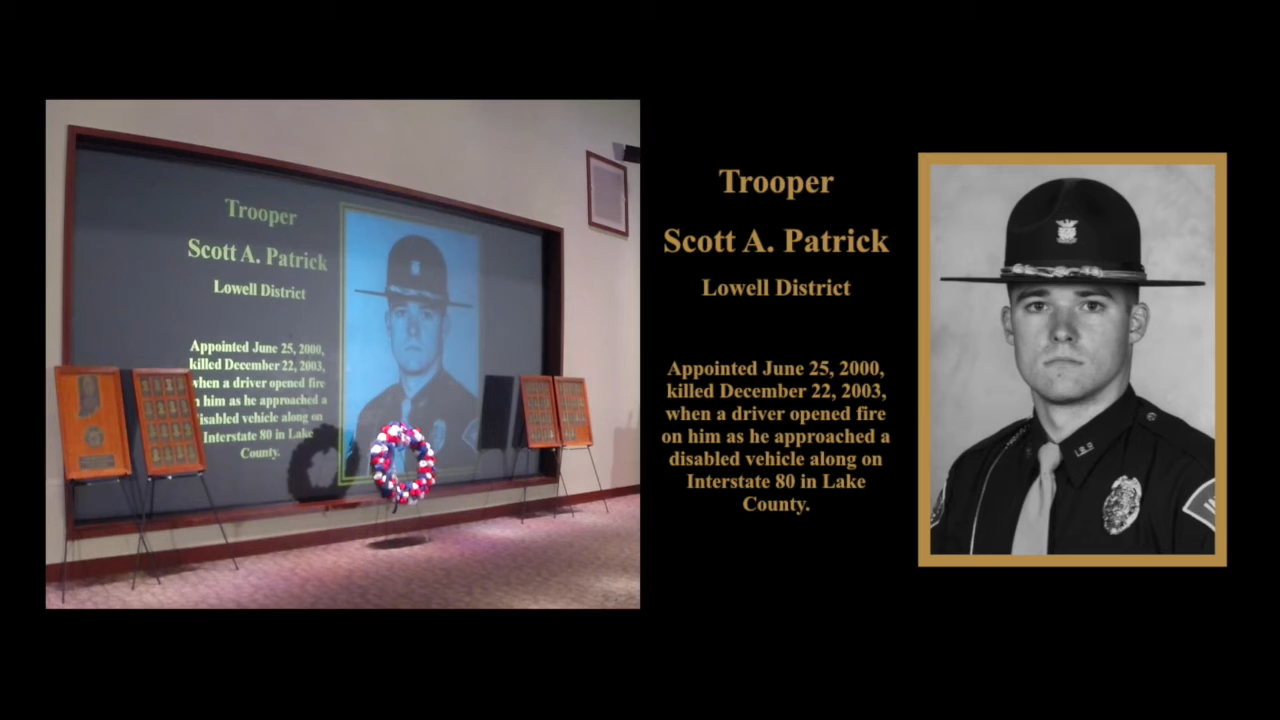 Trooper
Scott A. Patrick
Lowell District
Appointed June 25, 2000,
killed December 22, 2003,
when a driver opened fire
him as he approached a
disabled vehicle along on
Interstate 80 in Lake
County.
Trooper
Scott A. Patrick
Lowell District
Appointed June 25, 2000,
killed December 22, 2003,
when a driver opened fire
on him as he approached a
disabled vehicle along on
Interstate 80 in Lake
County.